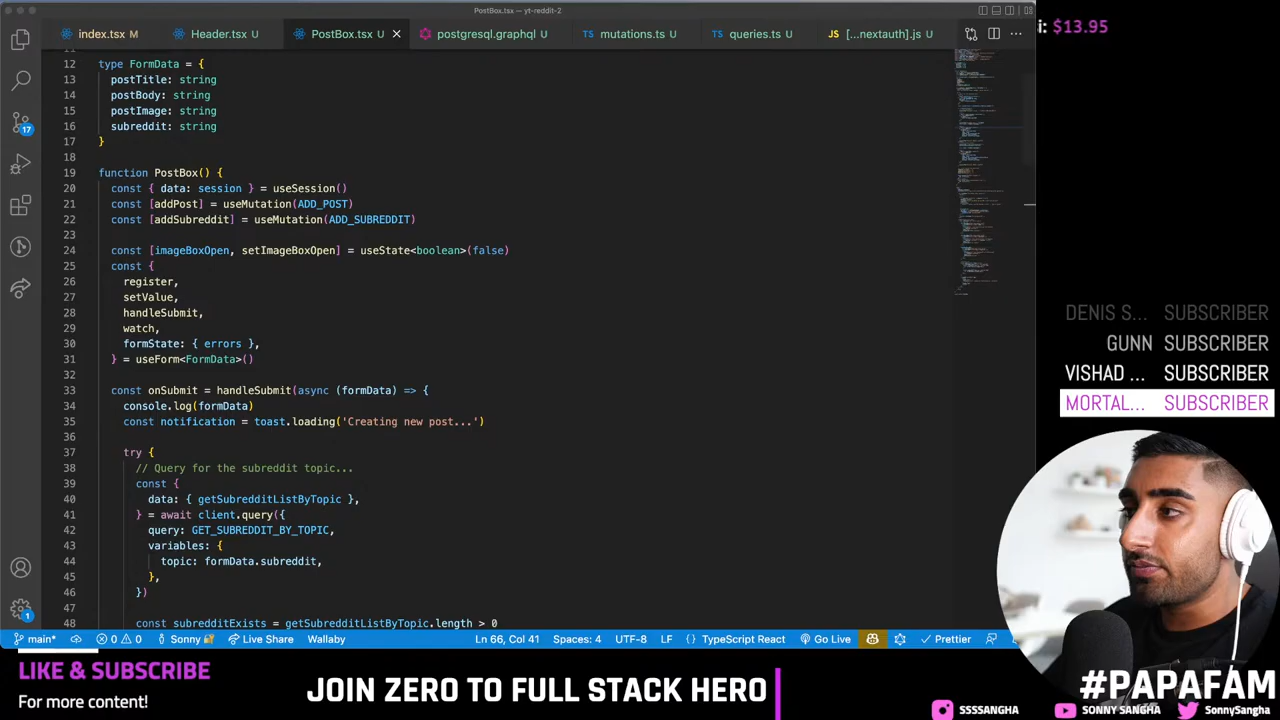 PostBox.tsx — yt-reddit-2
index.tsx M
Header.tsx U
PostBox.tsx U
postgresql.graphql U
mutations.ts U
queries.ts U
JS [...nextauth].js U
i: $13.95
12 type FormData = {
13 postTitle: string
14 postBody: string
15 postImage: string
16 subreddit: string
17 }
18
19 function PostBox() {
20 const { data: session } = useSession()
21 const [addPost] = useMutation(ADD_POST)
22 const [addSubreddit] = useMutation(ADD_SUBREDDIT)
23
24 const [imageBoxOpen, setImageBoxOpen] = useState<boolean>(false)
25 const {
26 register,
27 setValue,
28 handleSubmit,
29 watch,
30 formState: { errors },
31 } = useForm<FormData>()
32
33 const onSubmit = handleSubmit(async (formData) => {
34 console.log(formData)
35 const notification = toast.loading('Creating new post...')
36
37 try {
38 // Query for the subreddit topic...
39 const {
40 data: { getSubredditListByTopic },
41 } = await client.query({
42 query: GET_SUBREDDIT_BY_TOPIC,
43 variables: {
44 topic: formData.subreddit,
45 },
46 })
47
48 const subredditExists = getSubredditListByTopic.length > 0
17
1
DENIS S... SUBSCRIBER
GUNN SUBSCRIBER
VISHAD ... SUBSCRIBER
MORTAL... SUBSCRIBER
main* 0 0 Sonny Live Share Wallaby Ln 66, Col 41 Spaces: 4 UTF-8 LF {} TypeScript React Go Live Prettier
LIKE & SUBSCRIBE
For more content!
JOIN ZERO TO FULL STACK HERO
#PAPAFAM
SSSSANGHA SONNY SANGHA SonnySangha